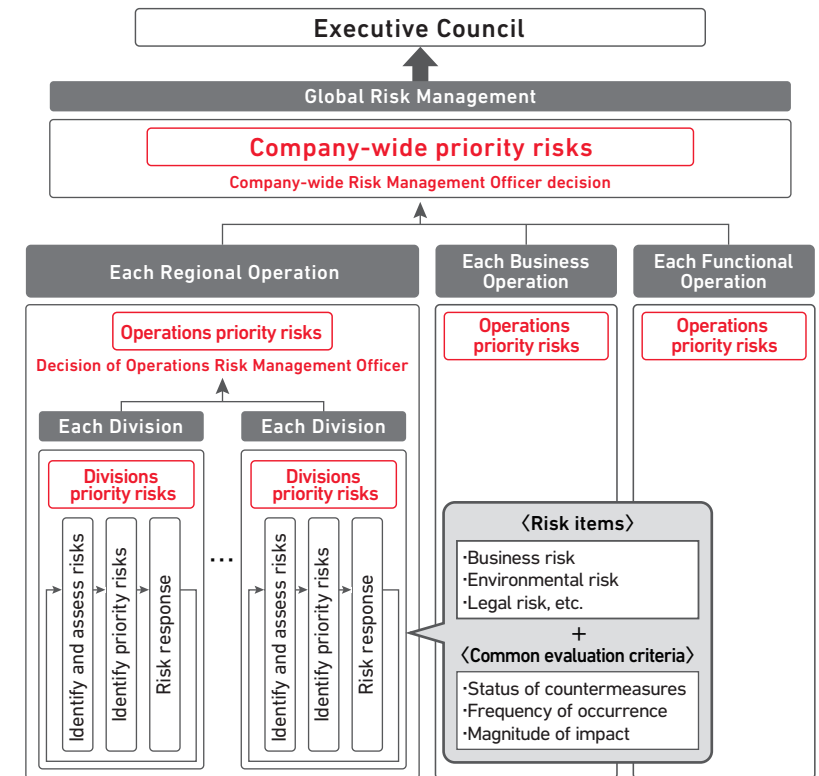 Executive Council
Global Risk Management
Company-wide priority risks
Company-wide Risk Management Officer decision
Each Regional Operation
Each Business
Operation
Each Functional
Operation
Operations priority risks
Decision of Operations Risk Management Officer
Operations
priority risks
Operations
priority risks
Each Division
Each Division
Divisions
priority risks
Identify and assess risks
Identify priority risks
Risk response
...
Divisions
priority risks
Identify and assess risks
Identify priority risks
Risk response
〈Risk items〉
·Business risk
·Environmental risk
·Legal risk, etc.
+
〈Common evaluation criteria〉
·Status of countermeasures
·Frequency of occurrence
·Magnitude of impact